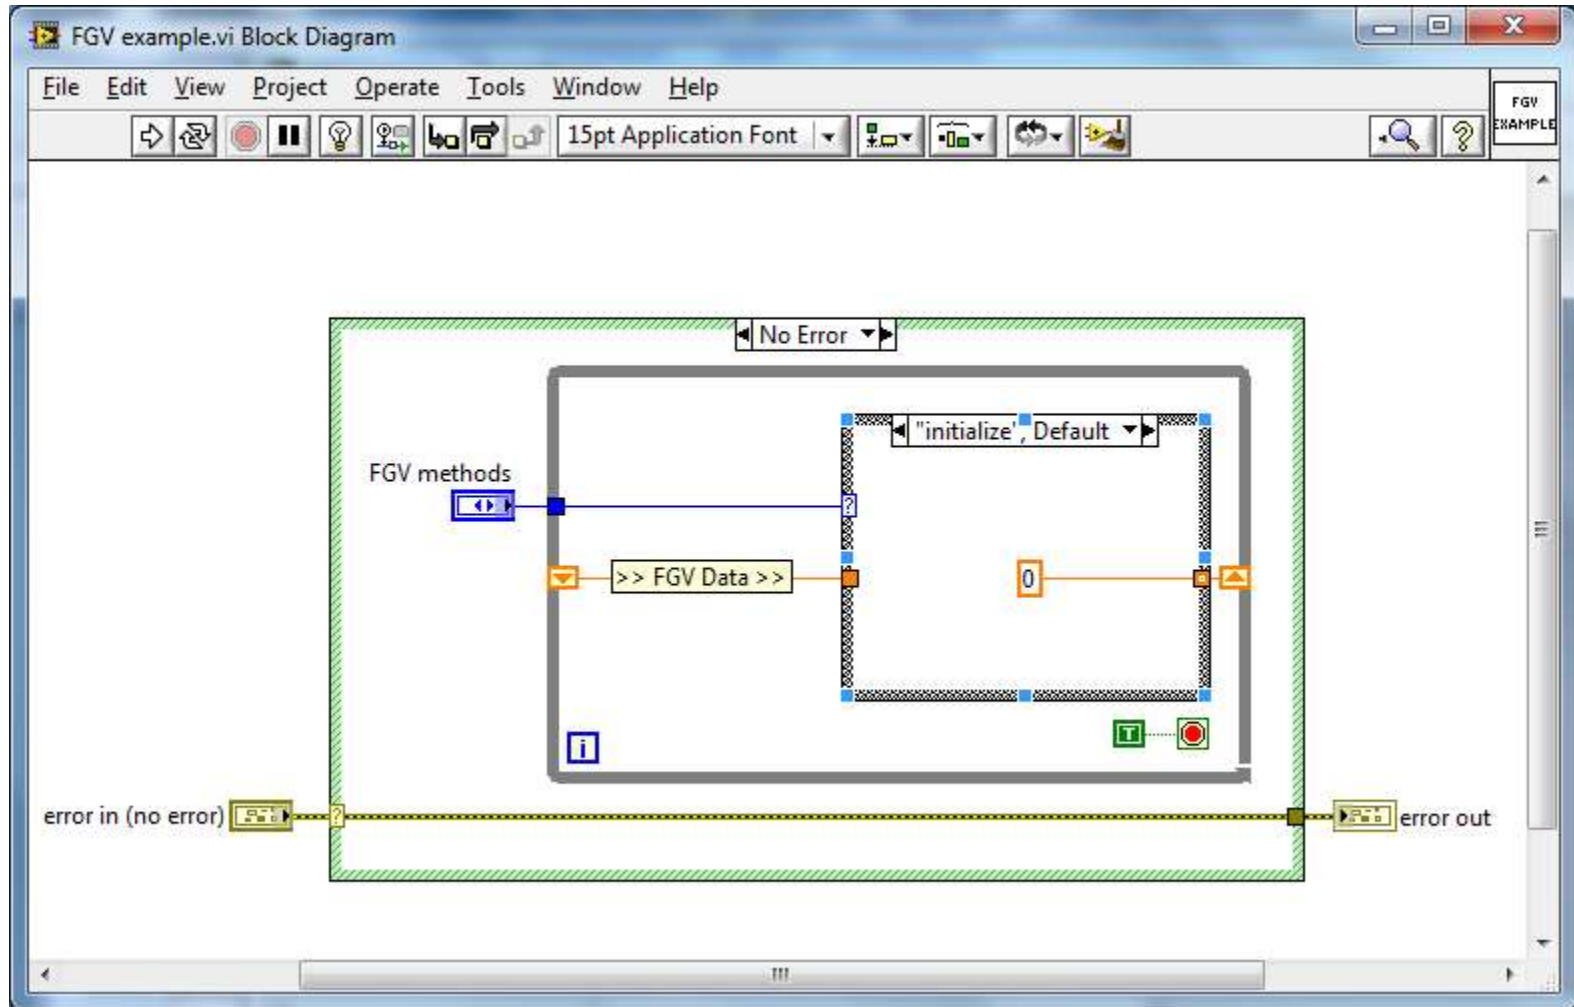 FGV example.vi Block Diagram
File Edit View Project Operate Tools Window Help
FGV
EXAMPLE
15pt Application Font
No Error
"initialize", Default
FGV methods
>> FGV Data >>
0
T
i
error in (no error)
error out